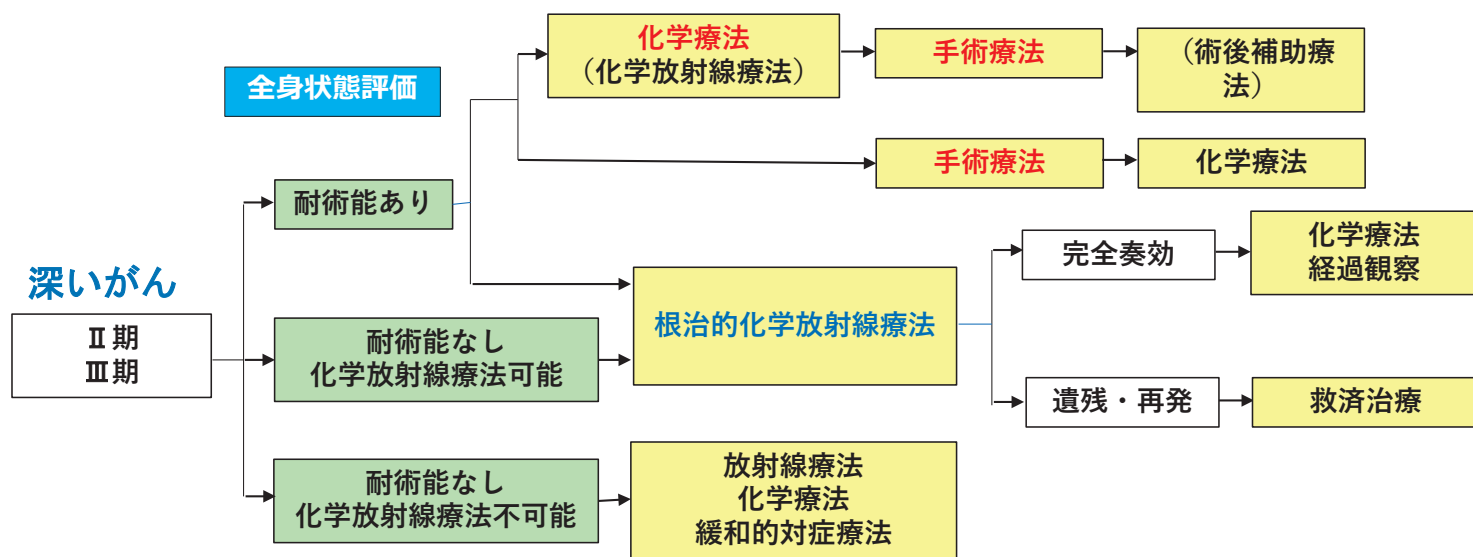 化学療法
（化学放射線療法）
手術療法
（術後補助療
法）
全身状態評価
手術療法
化学療法
耐術能あり
深いがん
Ⅱ期
Ⅲ期
耐術能なし
化学放射線療法可能
根治的化学放射線療法
完全奏効
化学療法
経過観察
遺残・再発
救済治療
耐術能なし
化学放射線療法不可能
放射線療法
化学療法
緩和的対症療法